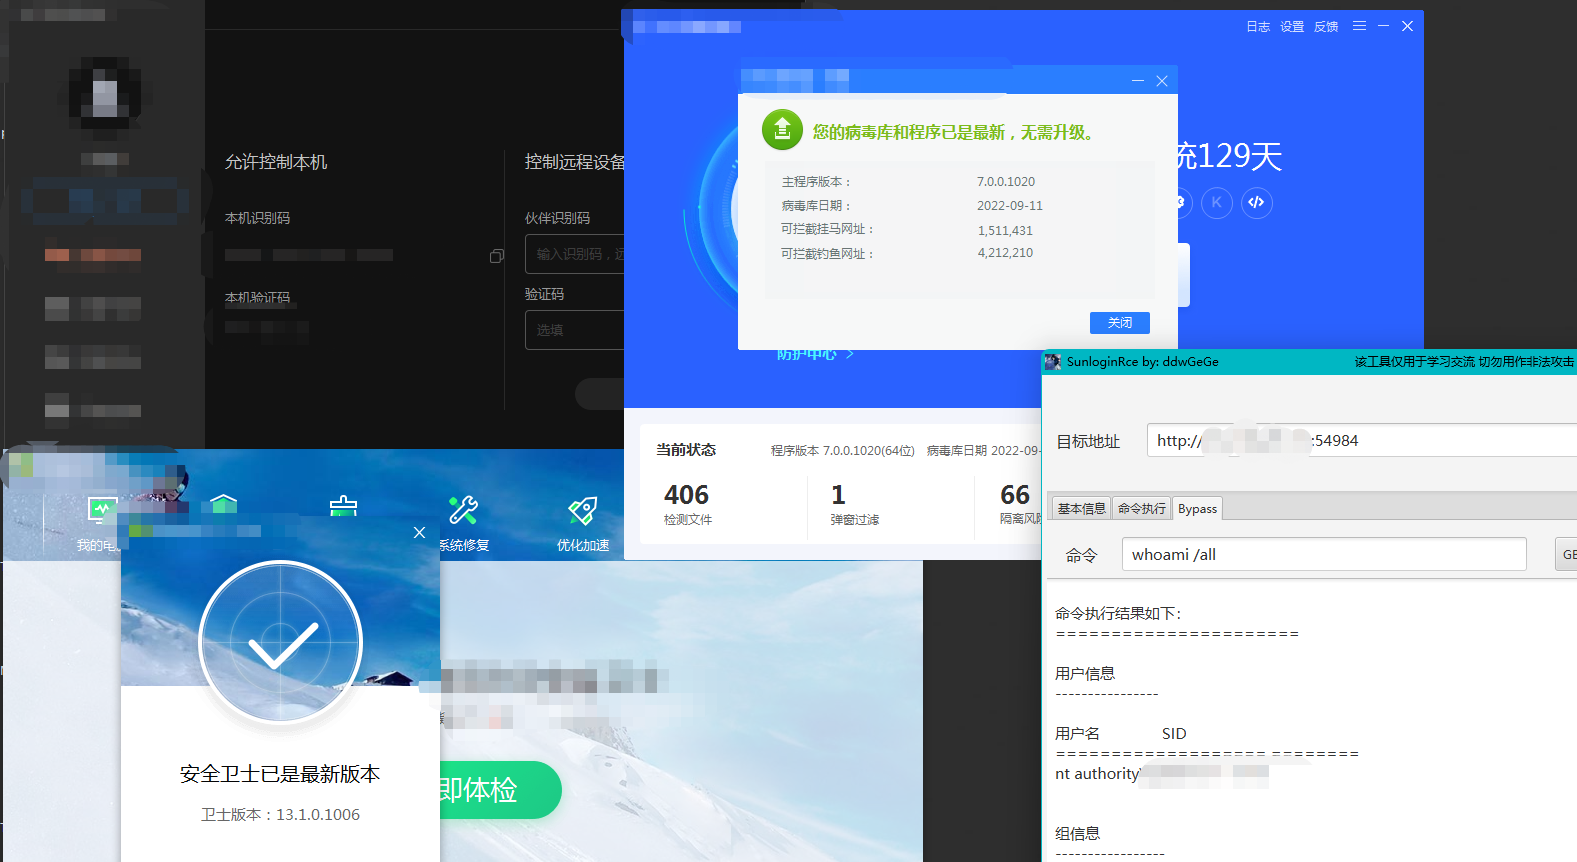 允许控制本机
本机识别码
本机验证码
控制远程设备
伙伴识别码
输入识别码，远
验证码
选填
日志 设置 反馈
您的病毒库和程序已是最新，无需升级。
主程序版本： 7.0.0.1020
病毒库日期： 2022-09-11
可拦截挂马网址： 1,511,431
可拦截钓鱼网址： 4,212,210
关闭
统129天
K
防护中心 >
当前状态 程序版本 7.0.0.1020(64位) 病毒库日期 2022-09-
406 1 66
检测文件 弹窗过滤 隔离风险
我的电 系统修复 优化加速
安全卫士已是最新版本
卫士版本：13.1.0.1006
即体检
SunloginRce by: ddwGeGe 该工具仅用于学习交流 切勿用作非法攻击
目标地址 http:// :54984
基本信息 命令执行 Bypass
命令 whoami /all GE
命令执行结果如下：
======================
用户信息
----------------
用户名 SID
=================== ========
nt authority\
组信息
-----------------